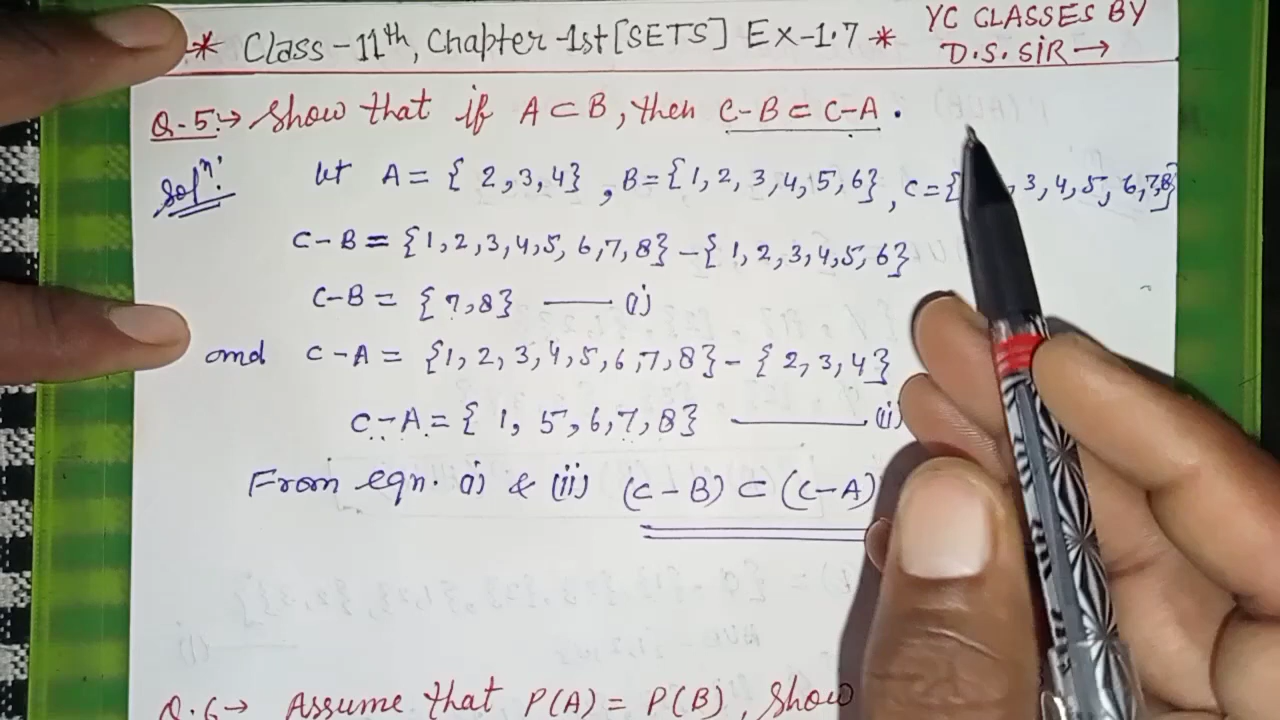 * Class-11th, Chapter-1st [SETS] Ex-1.7 *
YC CLASSES BY
D.S. SIR →
Q.5:→ Show that if A ⊂ B, then C-B ⊂ C-A.
Solⁿ: let A = { 2, 3, 4} , B = {1, 2, 3, 4, 5, 6} , C = { , 3, 4, 5, 6, 7, 8}
C-B = {1, 2, 3, 4, 5, 6, 7, 8} - { 1, 2, 3, 4, 5, 6}
C-B = { 7, 8} —— (i)
and C-A = {1, 2, 3, 4, 5, 6, 7, 8} - { 2, 3, 4}
C-A = { 1, 5, 6, 7, 8} —— (ii)
From eqn. (i) & (ii) (C-B) ⊂ (C-A)
Q.6→ Assume that P(A) = P(B), Show